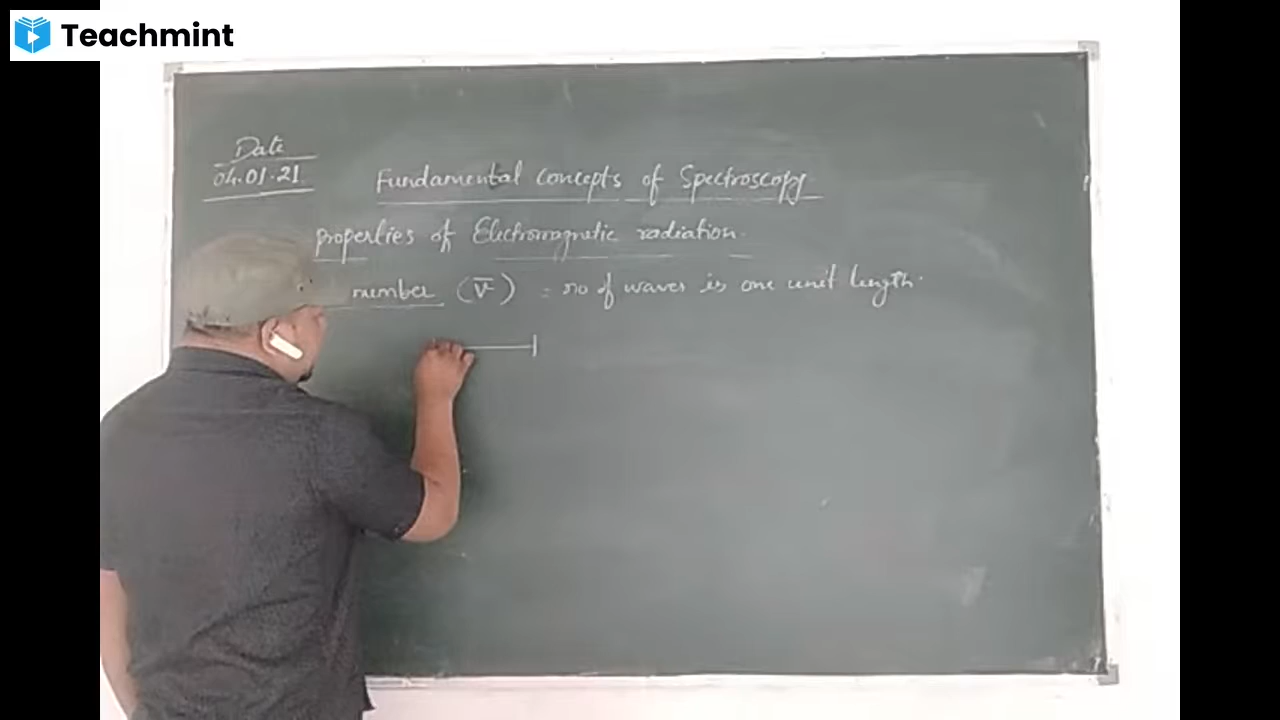 Teachmint
Date
04.01.21
Fundamental concepts of Spectroscopy
properties of Electromagnetic radiation.
number (ν̅) = no of waves is one unit length.